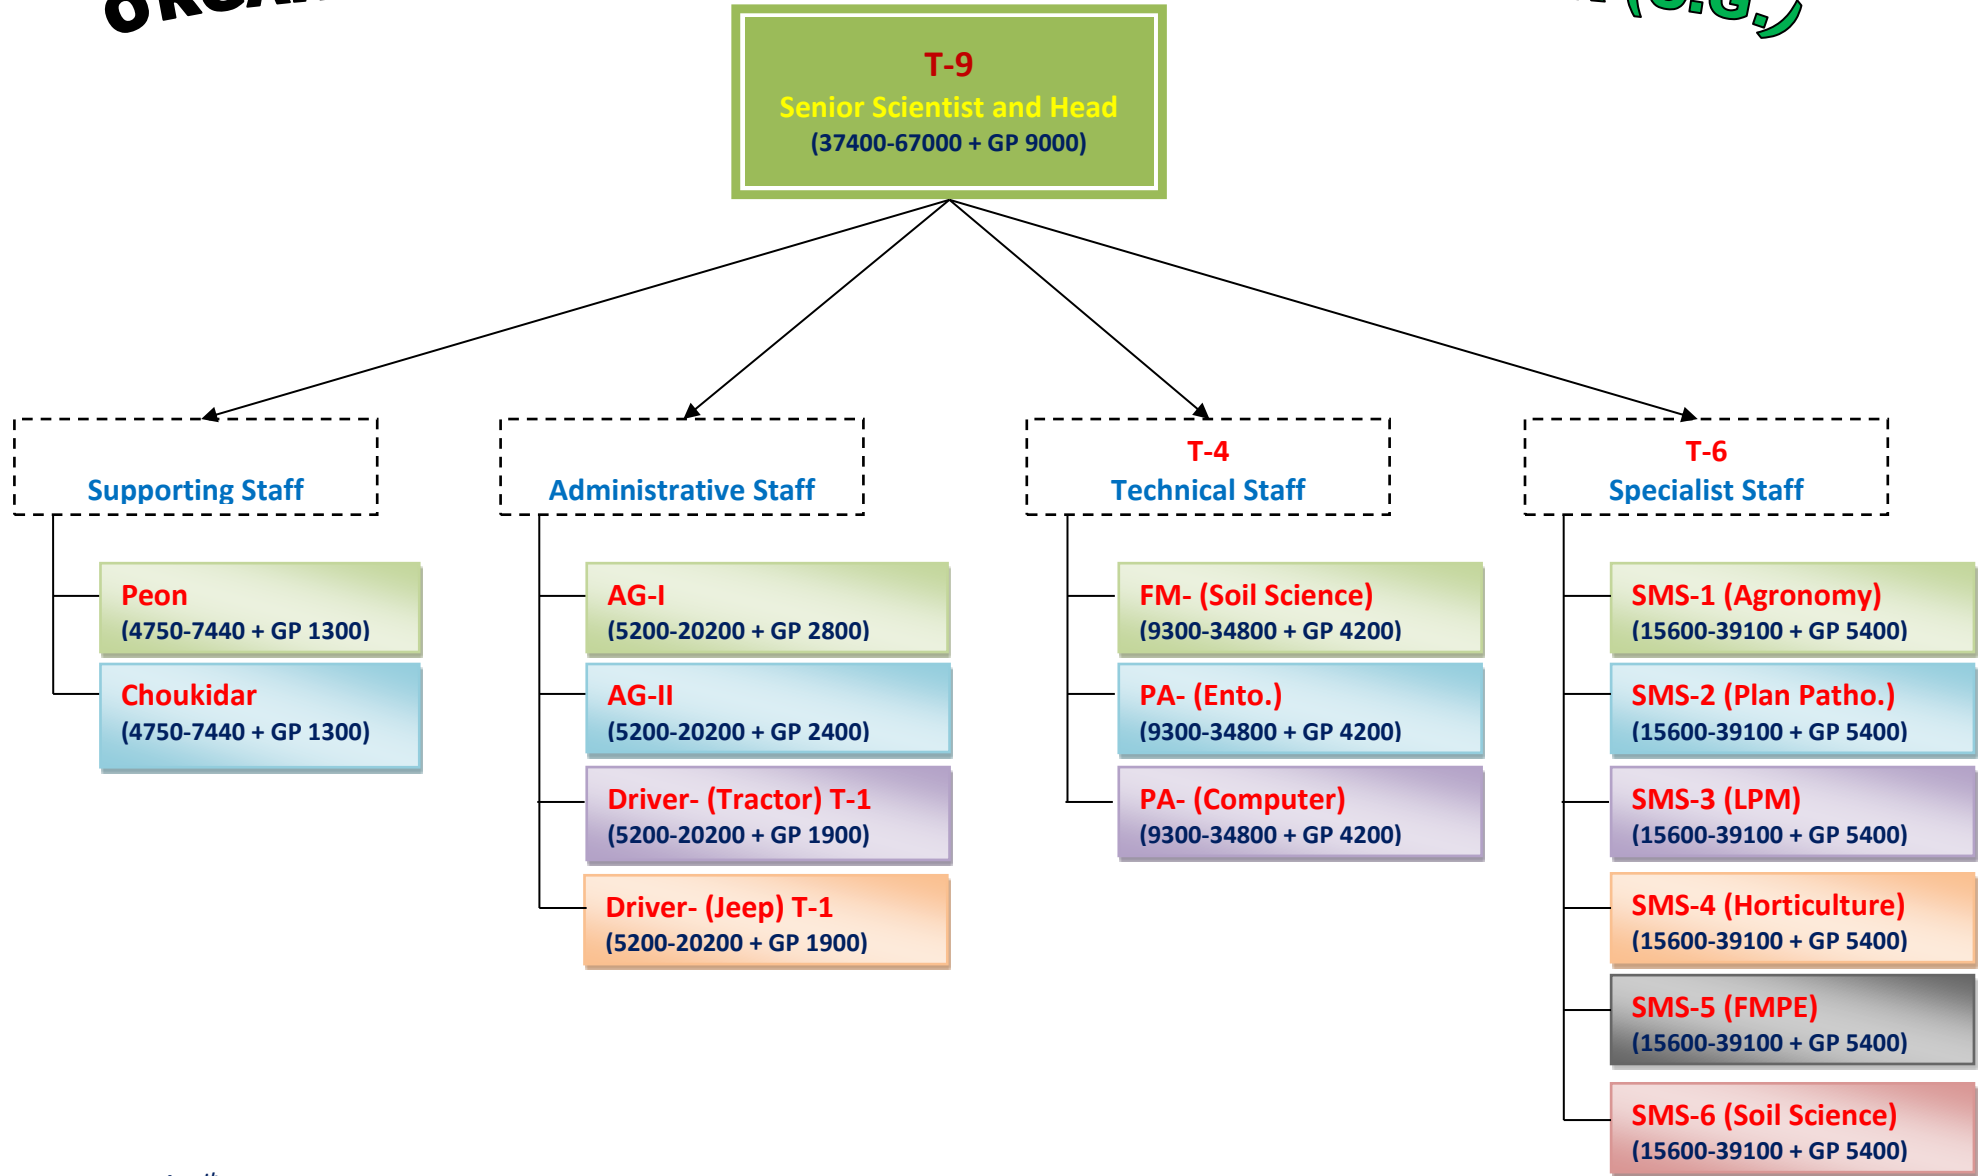 T-9
Senior Scientist and Head
(37400-67000 + GP 9000)
Supporting Staff
Peon
(4750-7440 + GP 1300)
Choukidar
(4750-7440 + GP 1300)
Administrative Staff
AG-I
(5200-20200 + GP 2800)
AG-II
(5200-20200 + GP 2400)
Driver- (Tractor) T-1
(5200-20200 + GP 1900)
Driver- (Jeep) T-1
(5200-20200 + GP 1900)
T-4
Technical Staff
FM- (Soil Science)
(9300-34800 + GP 4200)
PA- (Ento.)
(9300-34800 + GP 4200)
PA- (Computer)
(9300-34800 + GP 4200)
T-6
Specialist Staff
SMS-1 (Agronomy)
(15600-39100 + GP 5400)
SMS-2 (Plan Patho.)
(15600-39100 + GP 5400)
SMS-3 (LPM)
(15600-39100 + GP 5400)
SMS-4 (Horticulture)
(15600-39100 + GP 5400)
SMS-5 (FMPE)
(15600-39100 + GP 5400)
SMS-6 (Soil Science)
(15600-39100 + GP 5400)